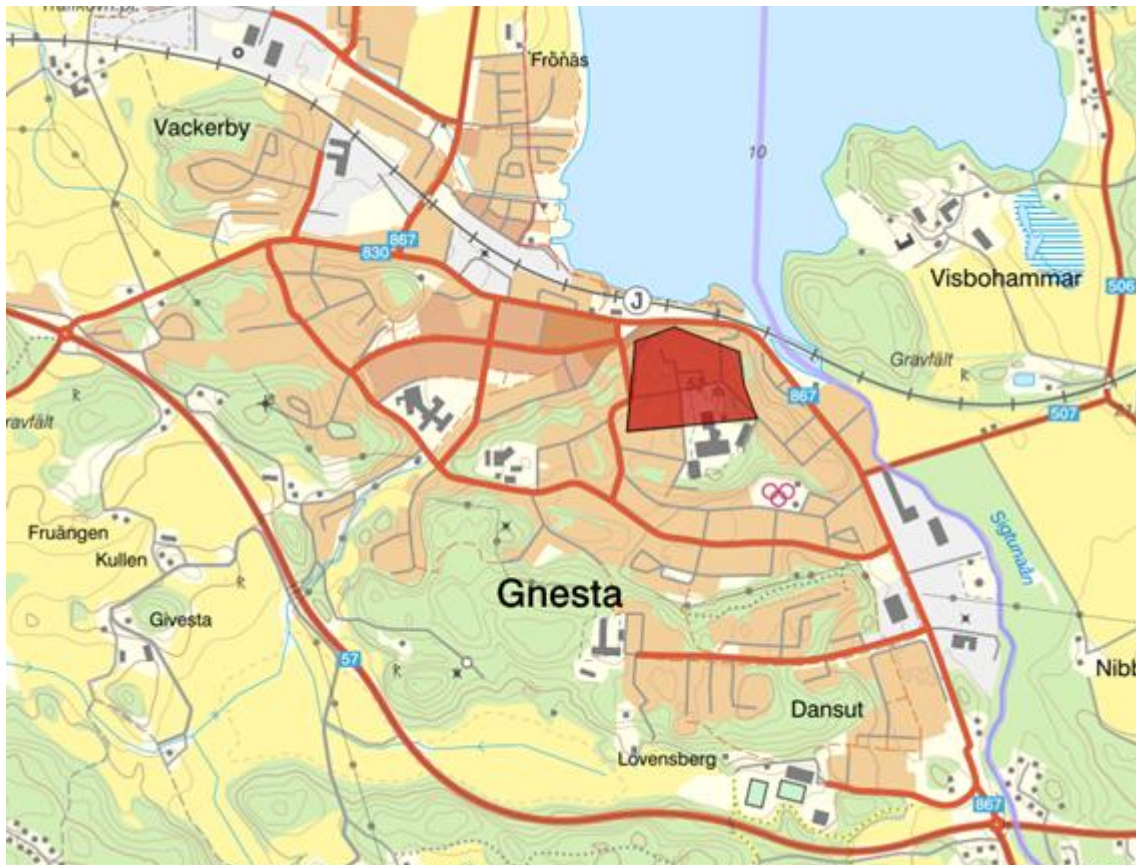 Frönäs
Vackerby
10
867
830
J
Visbohammar
506
Gravfält
R
867
507
R
Gravfält
Fruängen
Kullen
R
Givesta
Gnesta
Sigtunaån
57
R
Nibb
Dansut
Lövensberg
867